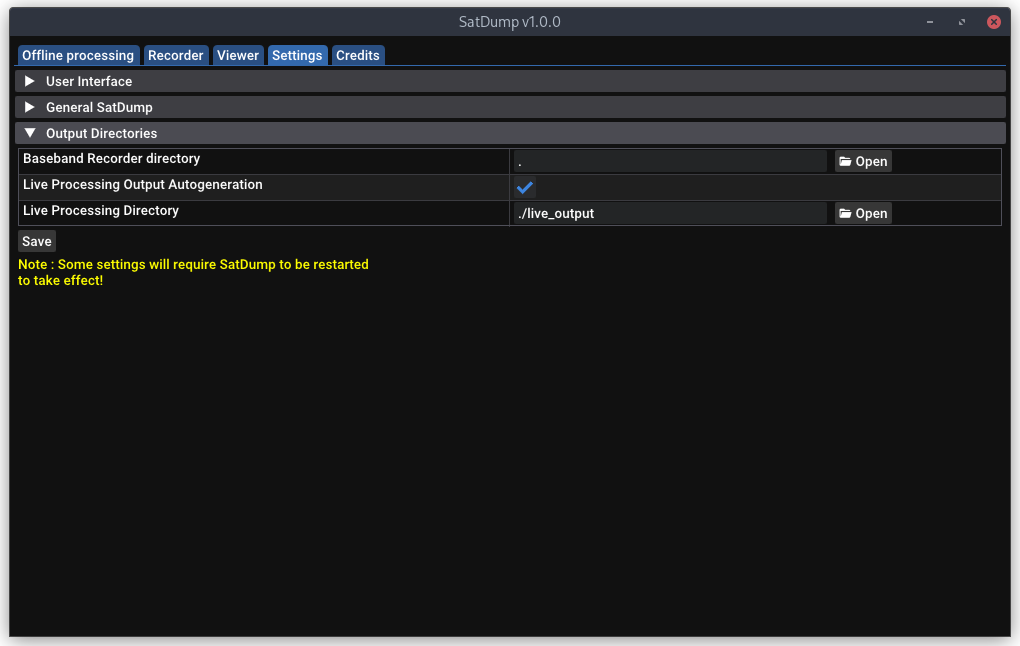 SatDump v1.0.0
Offline processing Recorder Viewer Settings Credits
User Interface
General SatDump
Output Directories
Baseband Recorder directory . Open
Live Processing Output Autogeneration
Live Processing Directory ./live_output Open
Save
Note : Some settings will require SatDump to be restarted
to take effect!